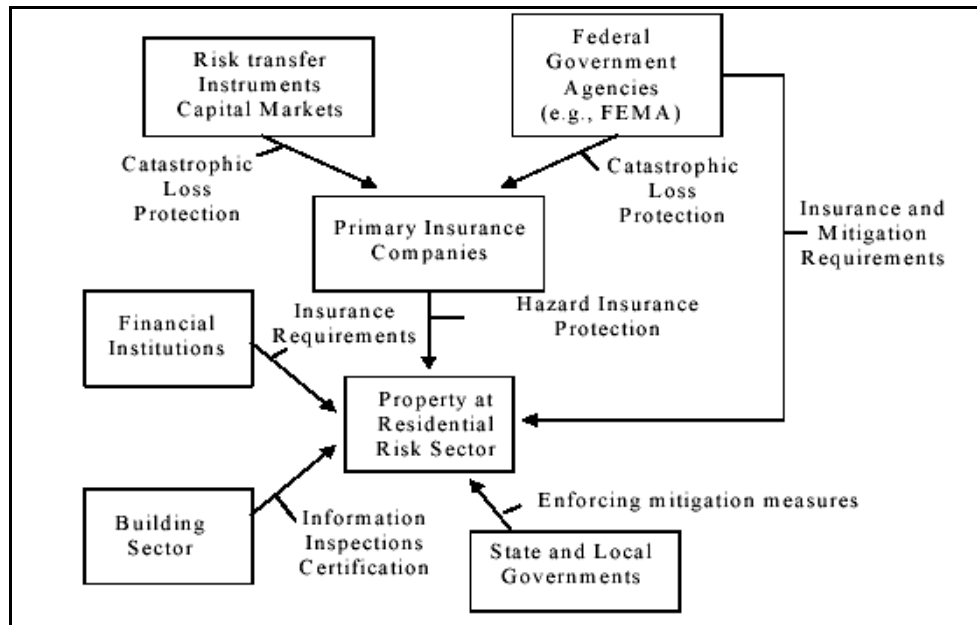 Risk transfer
Instruments
Capital Markets
Federal
Government
Agencies
(e.g., FEMA)
Catastrophic
Loss
Protection
Catastrophic
Loss
Protection
Insurance and
Mitigation
Requirements
Primary Insurance
Companies
Hazard Insurance
Protection
Insurance
Requirements
Financial
Institutions
Property at
Residential
Risk Sector
Building
Sector
Information
Inspections
Certification
Enforcing mitigation measures
State and Local
Governments